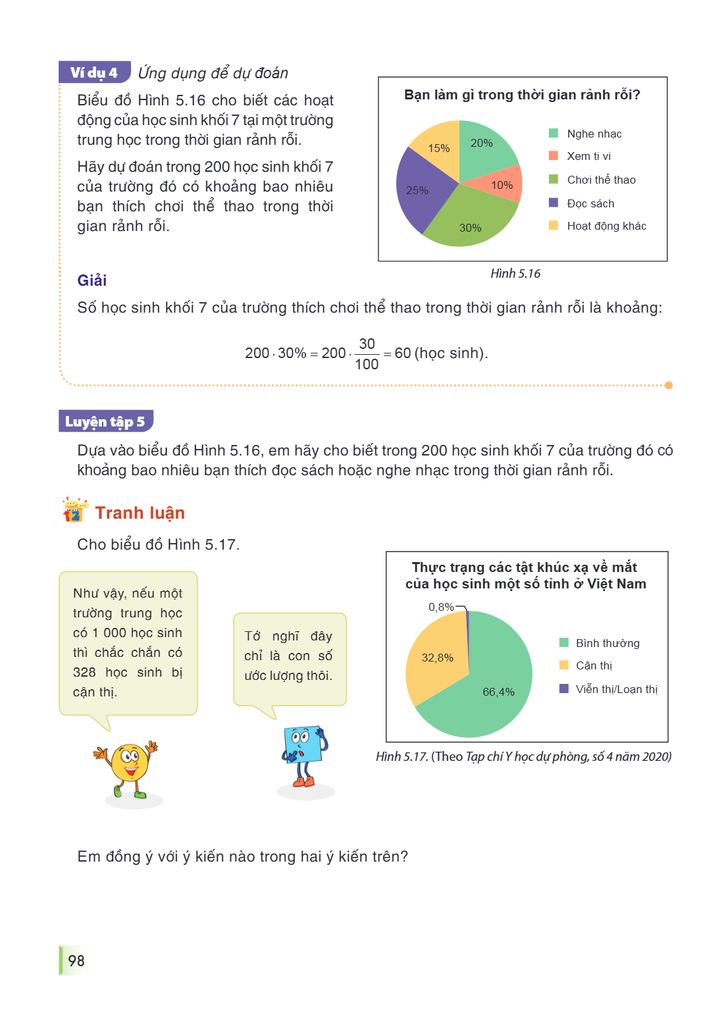 Ví dụ 4 Ứng dụng để dự đoán
Biểu đồ Hình 5.16 cho biết các hoạt
động của học sinh khối 7 tại một trường
trung học trong thời gian rảnh rỗi.
Hãy dự đoán trong 200 học sinh khối 7
của trường đó có khoảng bao nhiêu
bạn thích chơi thể thao trong thời
gian rảnh rỗi.
Bạn làm gì trong thời gian rảnh rỗi?
15%
20%
25%
10%
30%
Nghe nhạc
Xem ti vi
Chơi thể thao
Đọc sách
Hoạt động khác
Hình 5.16
Giải
Số học sinh khối 7 của trường thích chơi thể thao trong thời gian rảnh rỗi là khoảng:
200 · 30% = 200 · 30/100 = 60 (học sinh).
Luyện tập 5
Dựa vào biểu đồ Hình 5.16, em hãy cho biết trong 200 học sinh khối 7 của trường đó có
khoảng bao nhiêu bạn thích đọc sách hoặc nghe nhạc trong thời gian rảnh rỗi.
Tranh luận
Cho biểu đồ Hình 5.17.
Như vậy, nếu một
trường trung học
có 1 000 học sinh
thì chắc chắn có
328 học sinh bị
cận thị.
Tớ nghĩ đây
chỉ là con số
ước lượng thôi.
Thực trạng các tật khúc xạ về mắt
của học sinh một số tỉnh ở Việt Nam
0,8%
32,8%
66,4%
Bình thường
Cận thị
Viễn thị/Loạn thị
Hình 5.17. (Theo Tạp chí Y học dự phòng, số 4 năm 2020)
Em đồng ý với ý kiến nào trong hai ý kiến trên?
98